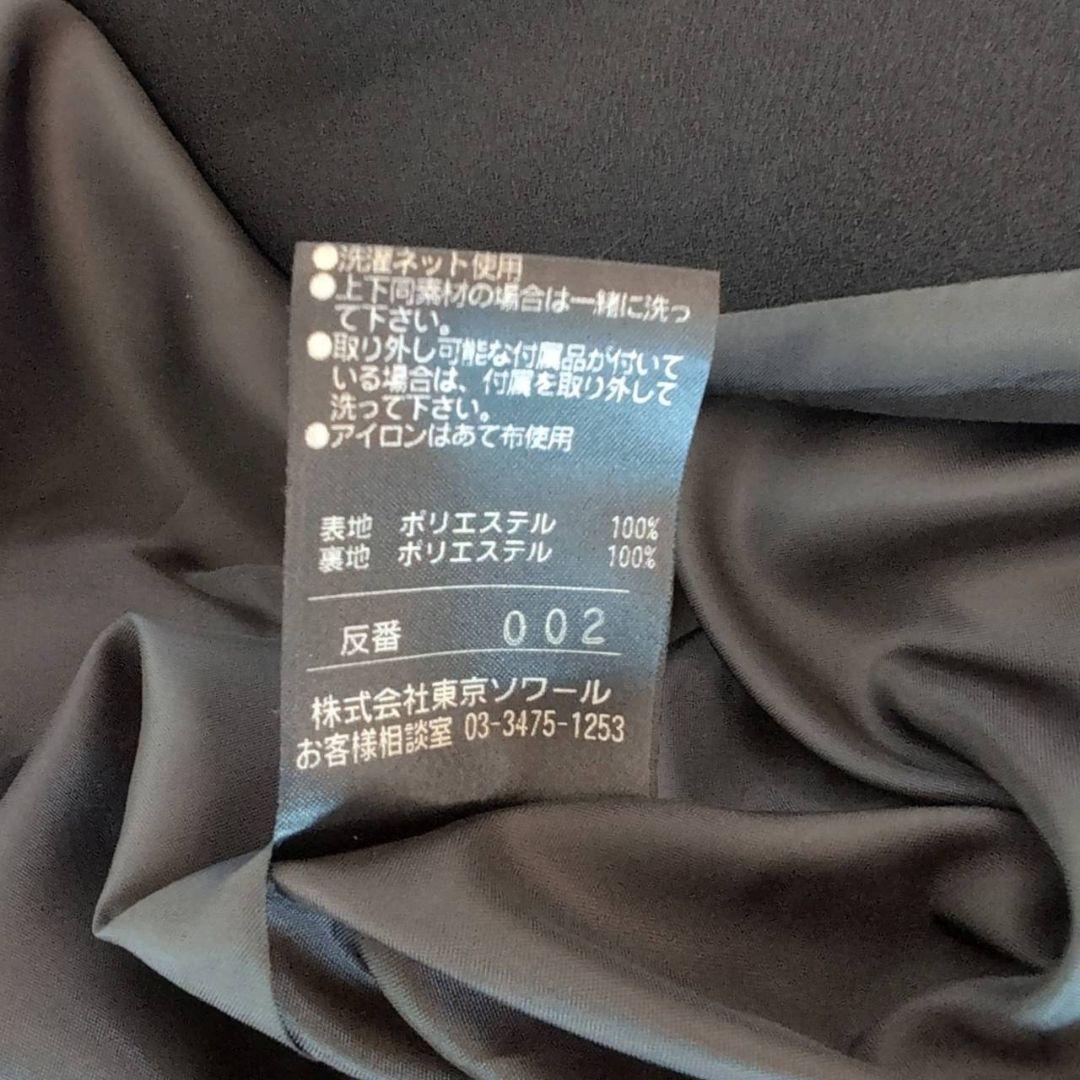 ●洗濯ネット使用
●上下同素材の場合は一緒に洗っ
て下さい。
●取り外し可能な付属品が付いて
いる場合は、付属を取り外して
洗って下さい。
●アイロンはあて布使用
表地 ポリエステル 100%
裏地 ポリエステル 100%
反番 002
株式会社東京ソワール
お客様相談室 03-3475-1253